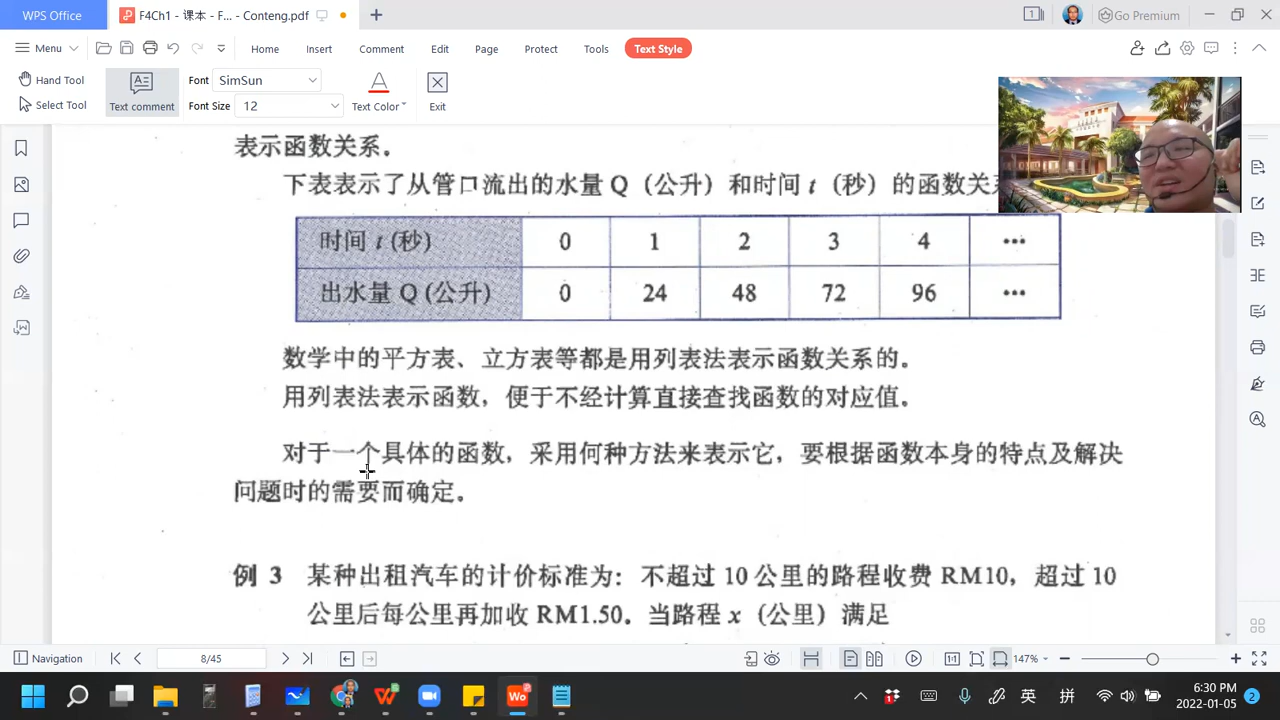 WPS Office
F4Ch1 - 课本 - F... - Conteng.pdf
Go Premium
Menu
Home
Insert
Comment
Edit
Page
Protect
Tools
Text Style
Hand Tool
Select Tool
Text comment
Font
SimSun
Font Size
12
Text Color
Exit
表示函数关系.
下表表示了从管口流出的水量 Q（公升）和时间 t（秒）的函数关
时间 t (秒) 0 1 2 3 4 ···
出水量 Q (公升) 0 24 48 72 96 ···
数学中的平方表、立方表等都是用列表法表示函数关系的.
用列表法表示函数，便于不经计算直接查找函数的对应值.
对于一个具体的函数，采用何种方法来表示它，要根据函数本身的特点及解决
问题时的需要而确定.
例 3 某种出租汽车的计价标准为：不超过 10 公里的路程收费 RM10，超过 10
公里后每公里再加收 RM1.50. 当路程 x（公里）满足
Navigation
8/45
147%
英
拼
6:30 PM
2022-01-05
2